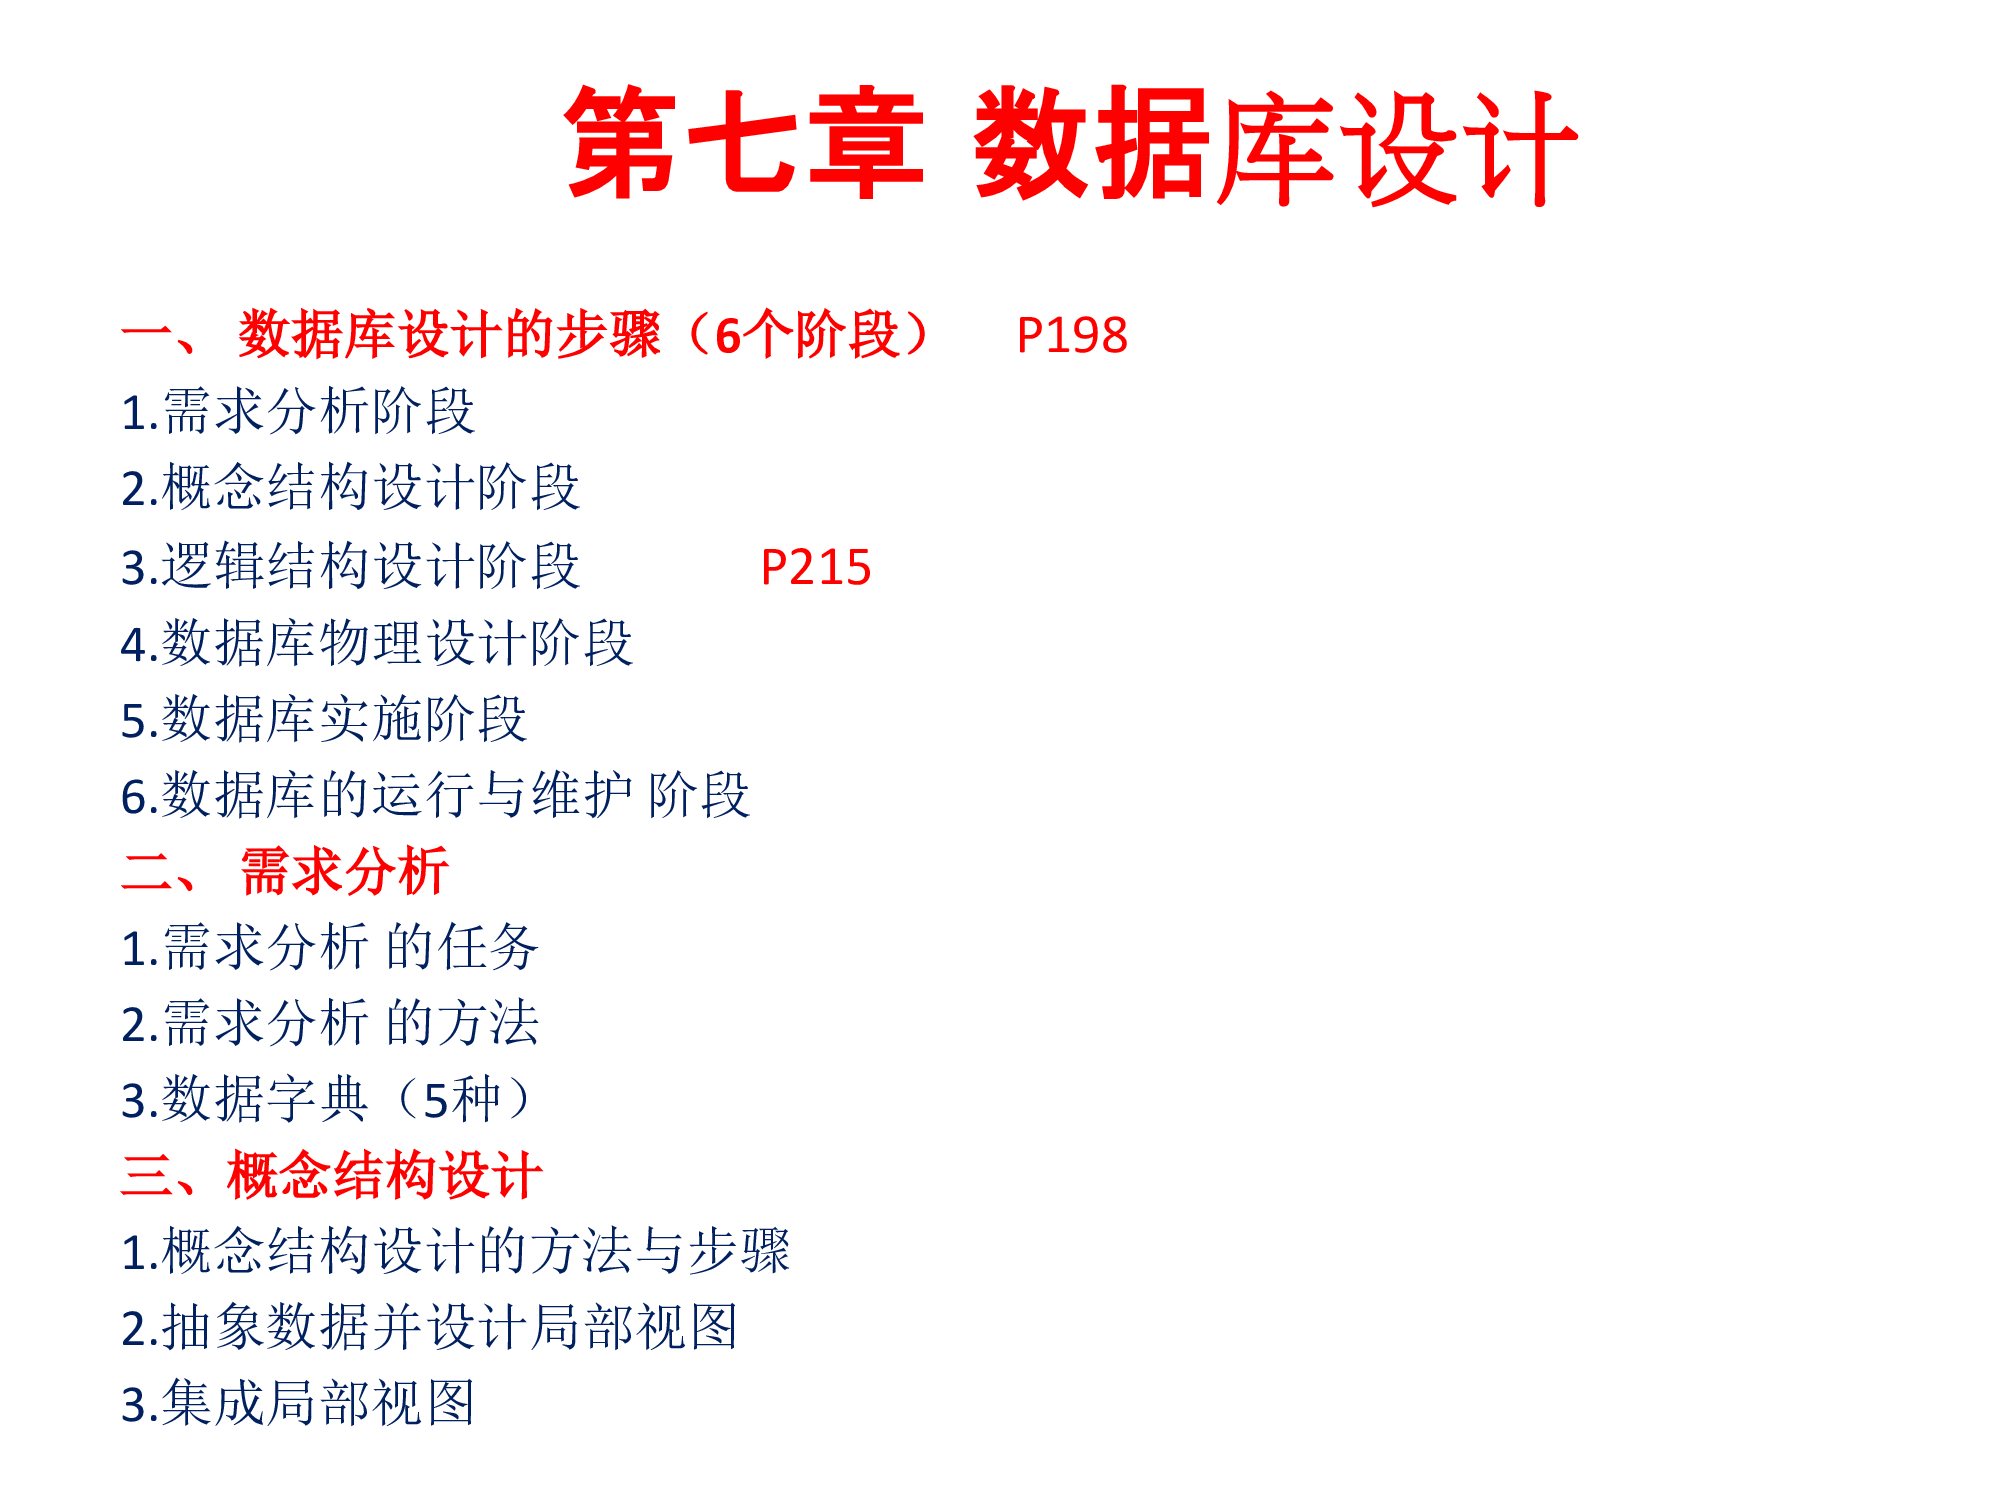 第七章 数据库设计
一、 数据库设计的步骤（6个阶段） P198
1.需求分析阶段
2.概念结构设计阶段
3.逻辑结构设计阶段 P215
4.数据库物理设计阶段
5.数据库实施阶段
6.数据库的运行与维护 阶段
二、 需求分析
1.需求分析 的任务
2.需求分析 的方法
3.数据字典（5种）
三、概念结构设计
1.概念结构设计的方法与步骤
2.抽象数据并设计局部视图
3.集成局部视图